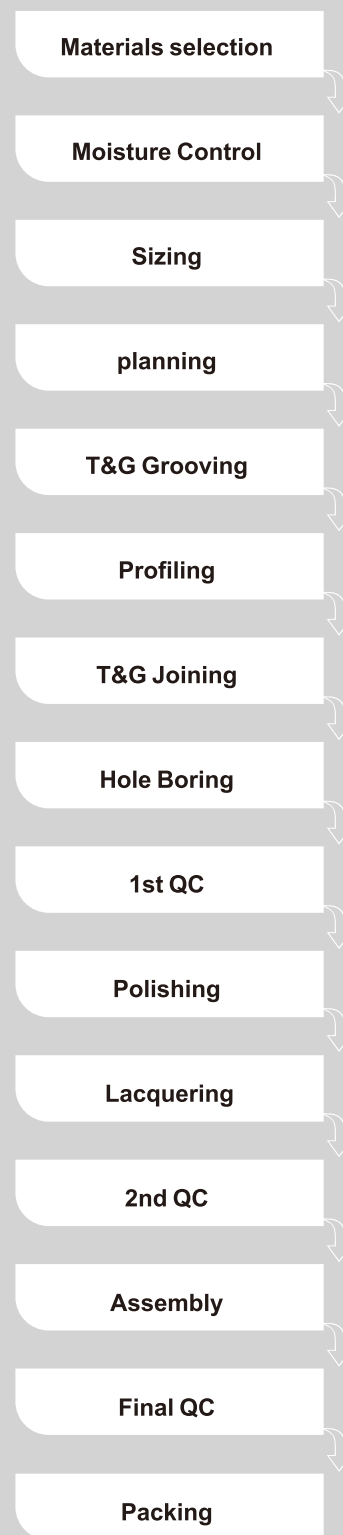 Materials selection
Moisture Control
Sizing
planning
T&G Grooving
Profiling
T&G Joining
Hole Boring
1st QC
Polishing
Lacquering
2nd QC
Assembly
Final QC
Packing